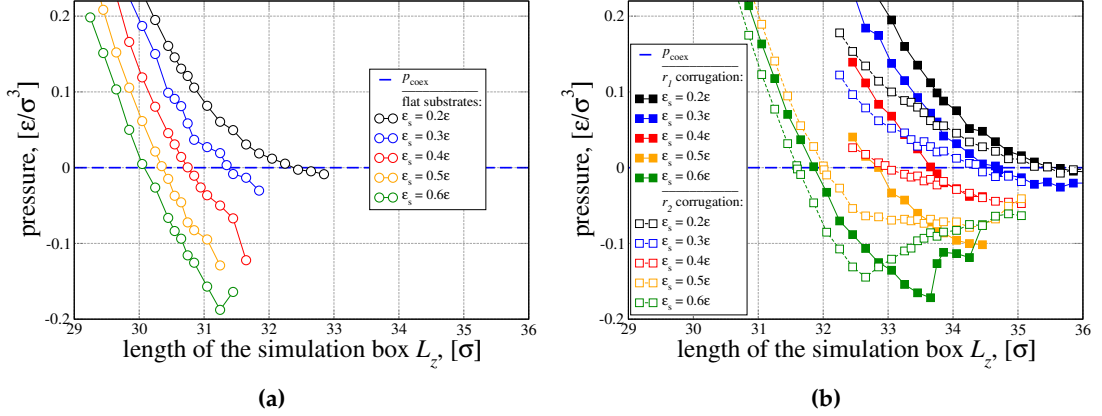 0.2
0.1
0
-0.1
-0.2
pressure, [ε/σ³]
29 30 31 32 33 34 35 36
length of the simulation box L_z, [σ]
p_coex
flat substrates:
ε_s = 0.2ε
ε_s = 0.3ε
ε_s = 0.4ε
ε_s = 0.5ε
ε_s = 0.6ε
(a)
0.2
0.1
0
-0.1
-0.2
pressure, [ε/σ³]
29 30 31 32 33 34 35 36
length of the simulation box L_z, [σ]
p_coex
r_1 corrugation:
ε_s = 0.2ε
ε_s = 0.3ε
ε_s = 0.4ε
ε_s = 0.5ε
ε_s = 0.6ε
r_2 corrugation:
ε_s = 0.2ε
ε_s = 0.3ε
ε_s = 0.4ε
ε_s = 0.5ε
ε_s = 0.6ε
(b)